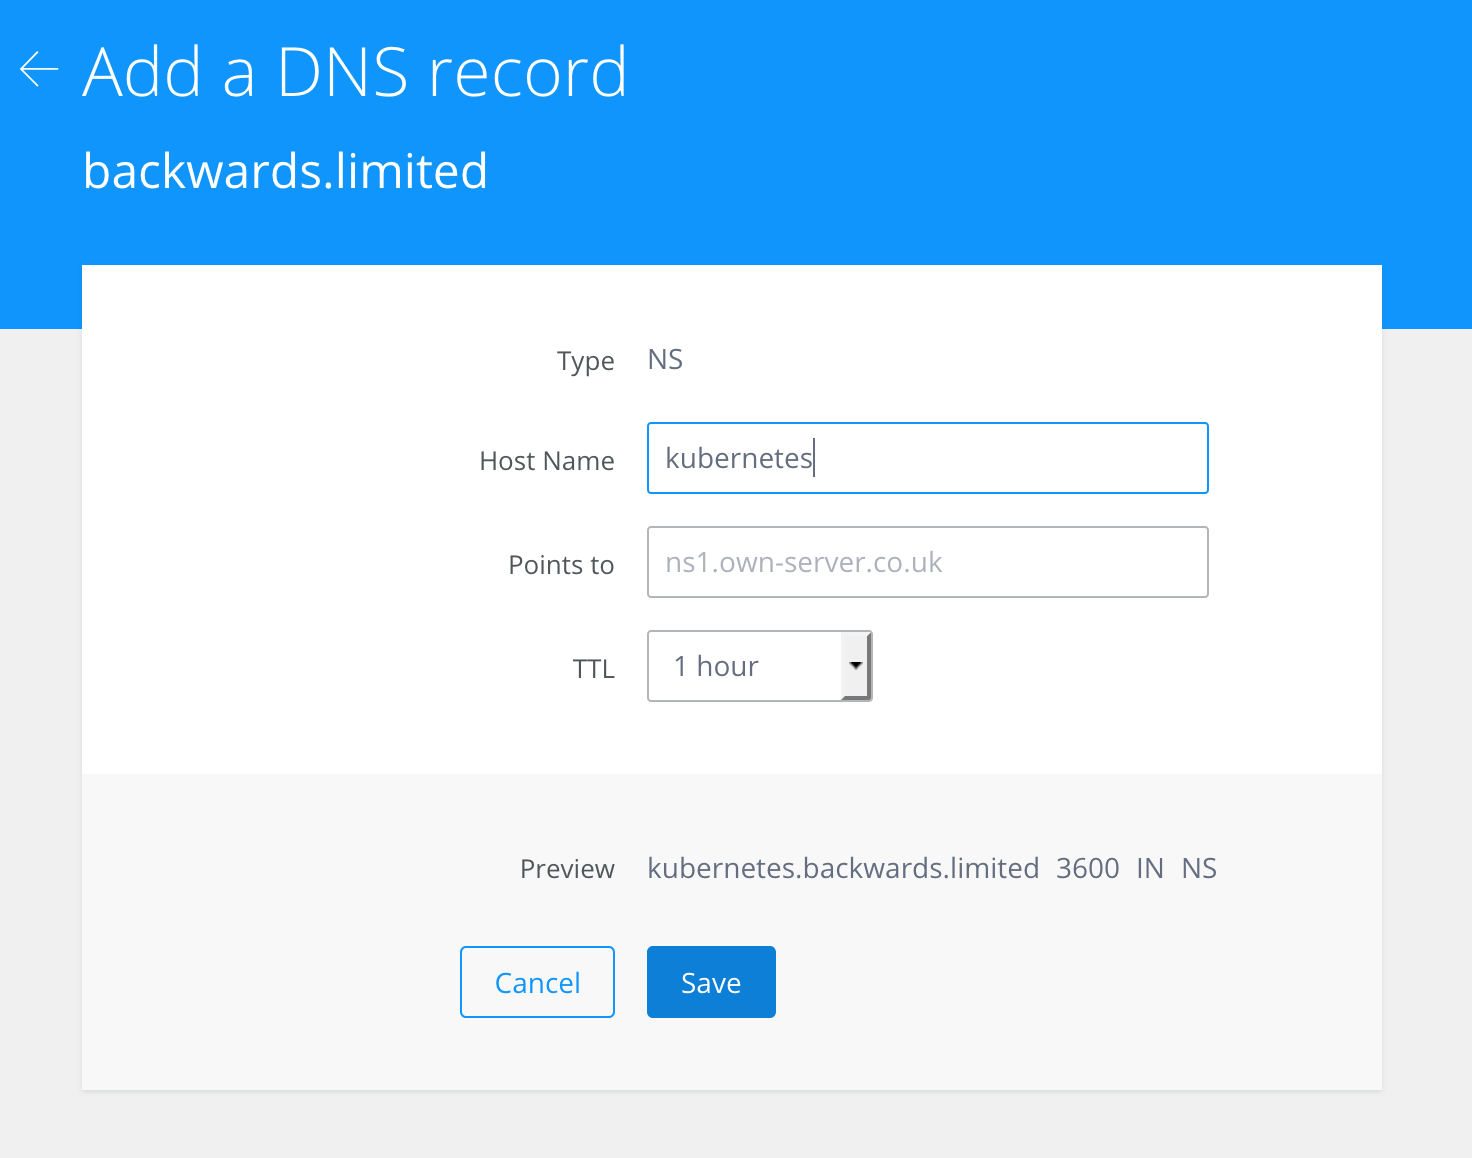 Add a DNS record
backwards.limited
Type NS
Host Name kubernetes
Points to ns1.own-server.co.uk
TTL 1 hour
Preview kubernetes.backwards.limited 3600 IN NS
Cancel Save